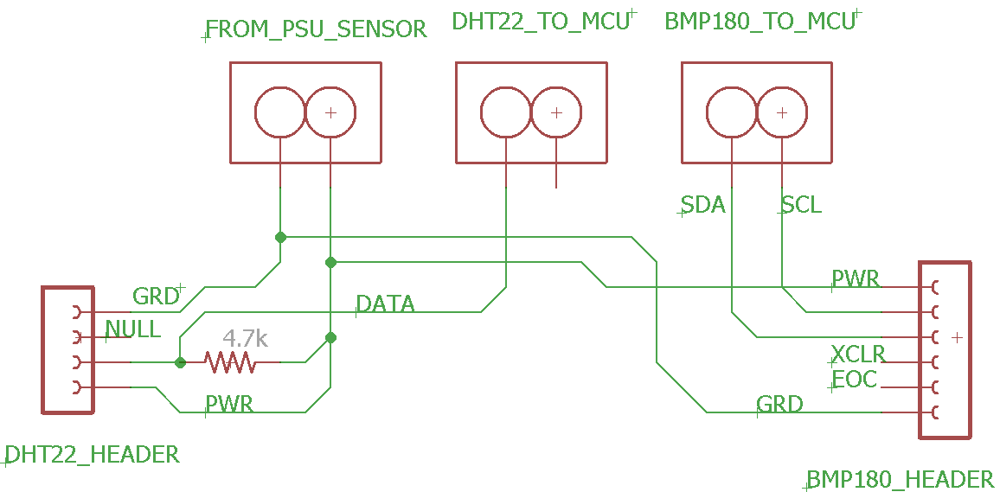 FROM_PSU_SENSOR
DHT22_TO_MCU
BMP180_TO_MCU
SDA
SCL
PWR
GRD
DATA
NULL
4.7k
XCLR
EOC
PWR
GRD
DHT22_HEADER
BMP180_HEADER